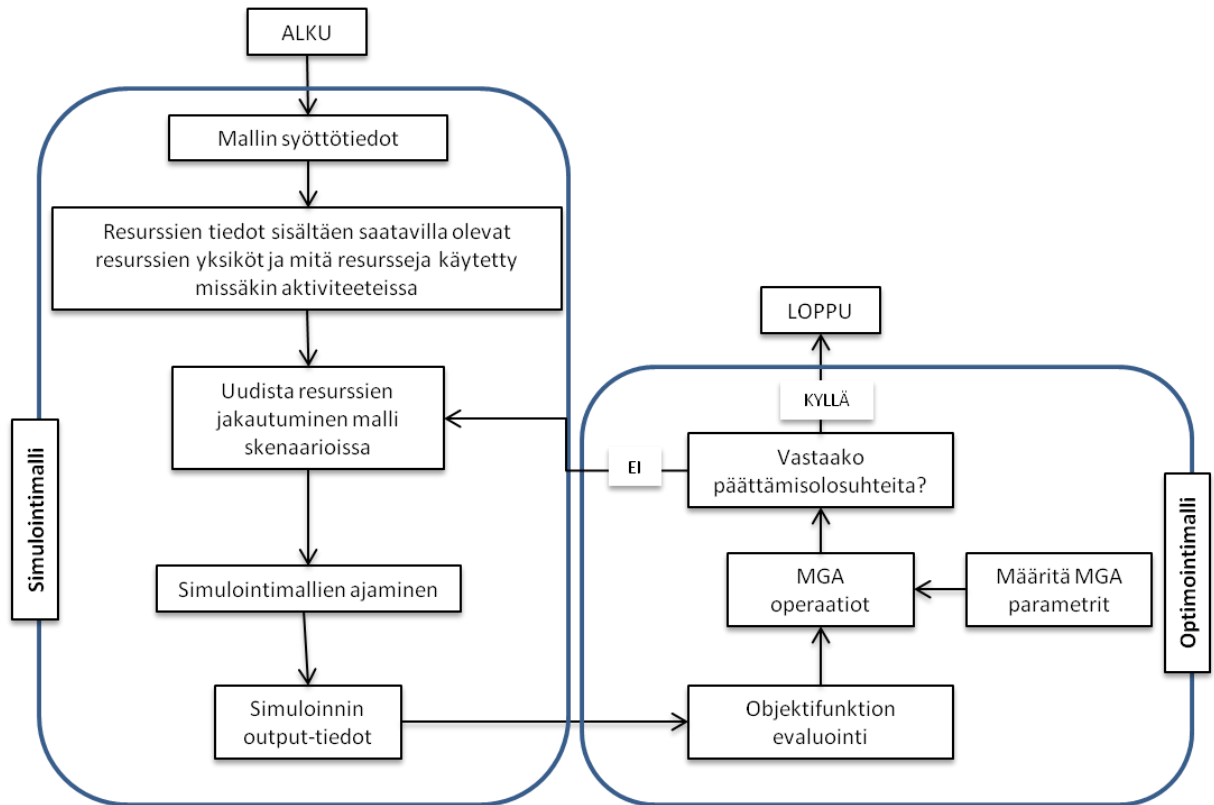 ALKU
Mallin syöttötiedot
Resurssien tiedot sisältäen saatavilla olevat
resurssien yksiköt ja mitä resursseja käytetty
missäkin aktiviteeteissa
Uudista resurssien
jakautuminen malli
skenaarioissa
Simulointimallien ajaminen
Simuloinnin
output-tiedot
Simulointimalli
LOPPU
KYLLÄ
Vastaako
päättämisolosuhteita?
EI
MGA
operaatiot
Määritä MGA
parametrit
Objektifunktion
evaluointi
Optimointimalli